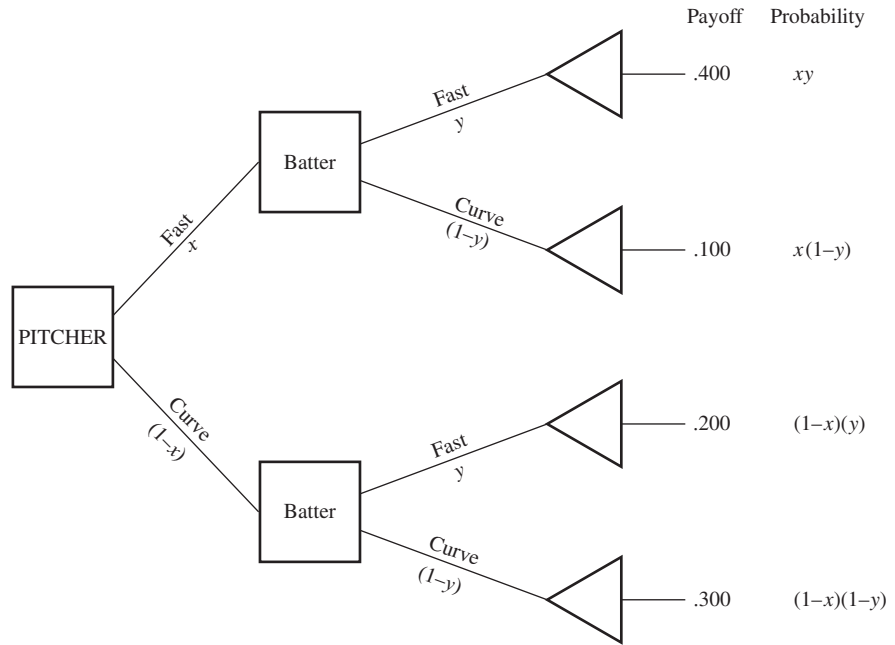 Payoff Probability
.400 xy
Fast
y
Batter
Curve
(1–y)
.100 x(1–y)
Fast
x
PITCHER
Curve
(1–x)
.200 (1–x)(y)
Fast
y
Batter
Curve
(1–y)
.300 (1–x)(1–y)